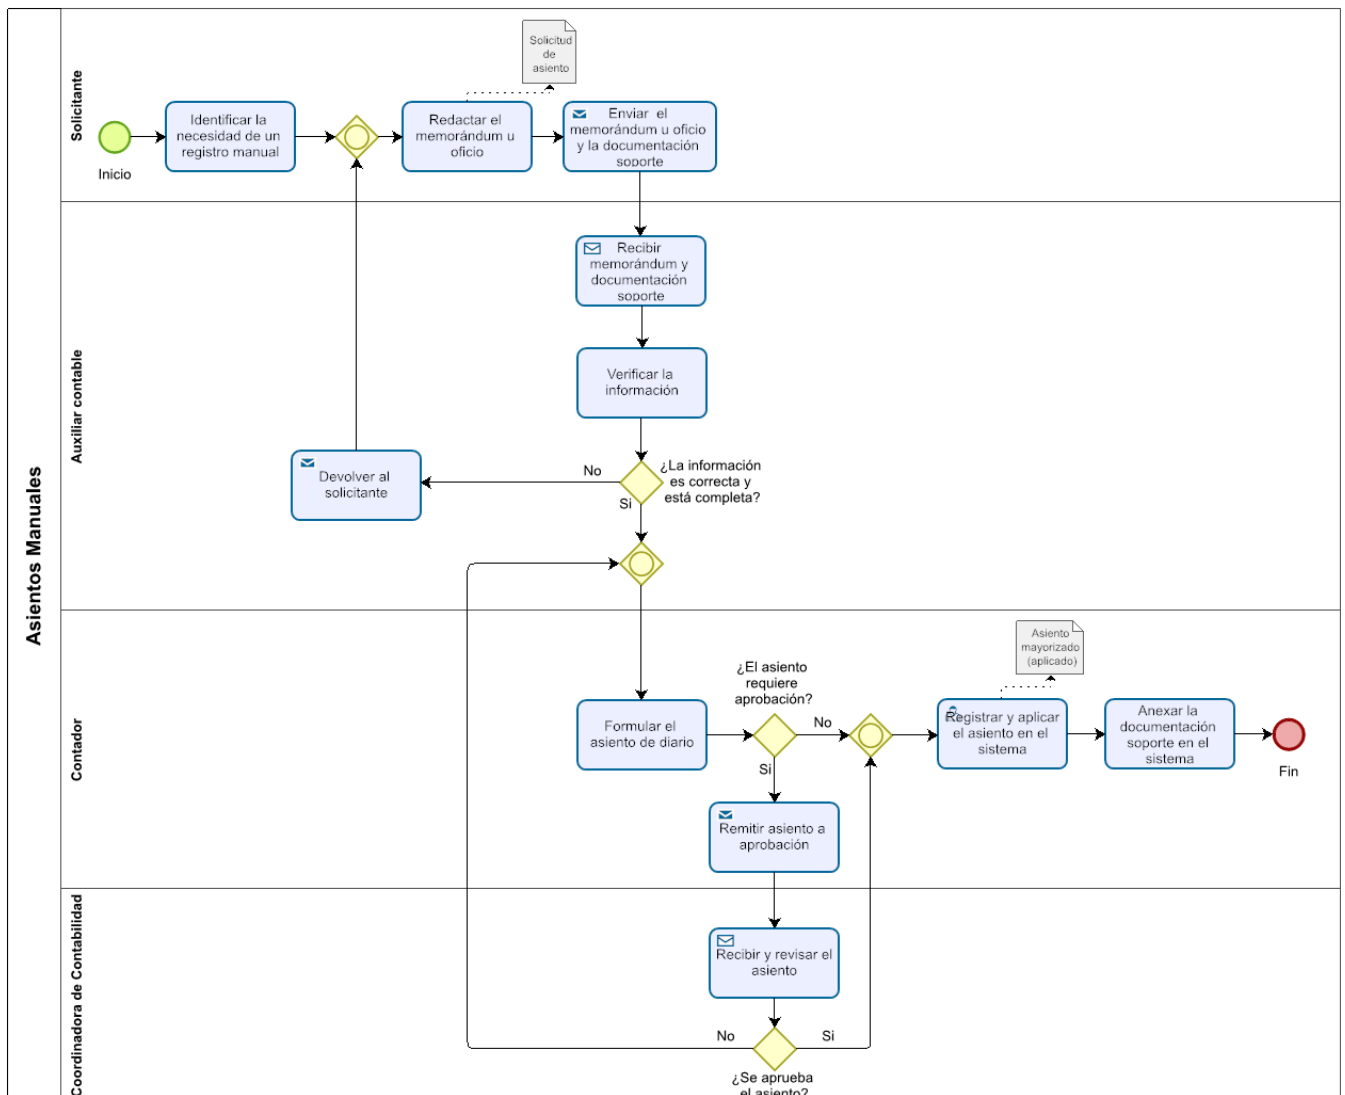 Asientos Manuales
Solicitante
Solicitud
de
asiento
Inicio
Identificar la
necesidad de un
registro manual
Redactar el
memorándum u
oficio
Enviar el
memorándum u oficio
y la documentación
soporte
Auxiliar contable
Recibir
memorándum y
documentación
soporte
Verificar la
información
¿La información
es correcta y
está completa?
No
Si
Devolver al
solicitante
Contador
Formular el
asiento de diario
¿El asiento
requiere
aprobación?
No
Si
Asiento
mayorizado
(aplicado)
Registrar y aplicar
el asiento en el
sistema
Anexar la
documentación
soporte en el
sistema
Fin
Remitir asiento a
aprobación
Coordinadora de Contabilidad
Recibir y revisar el
asiento
No
Si
¿Se aprueba
el asiento?